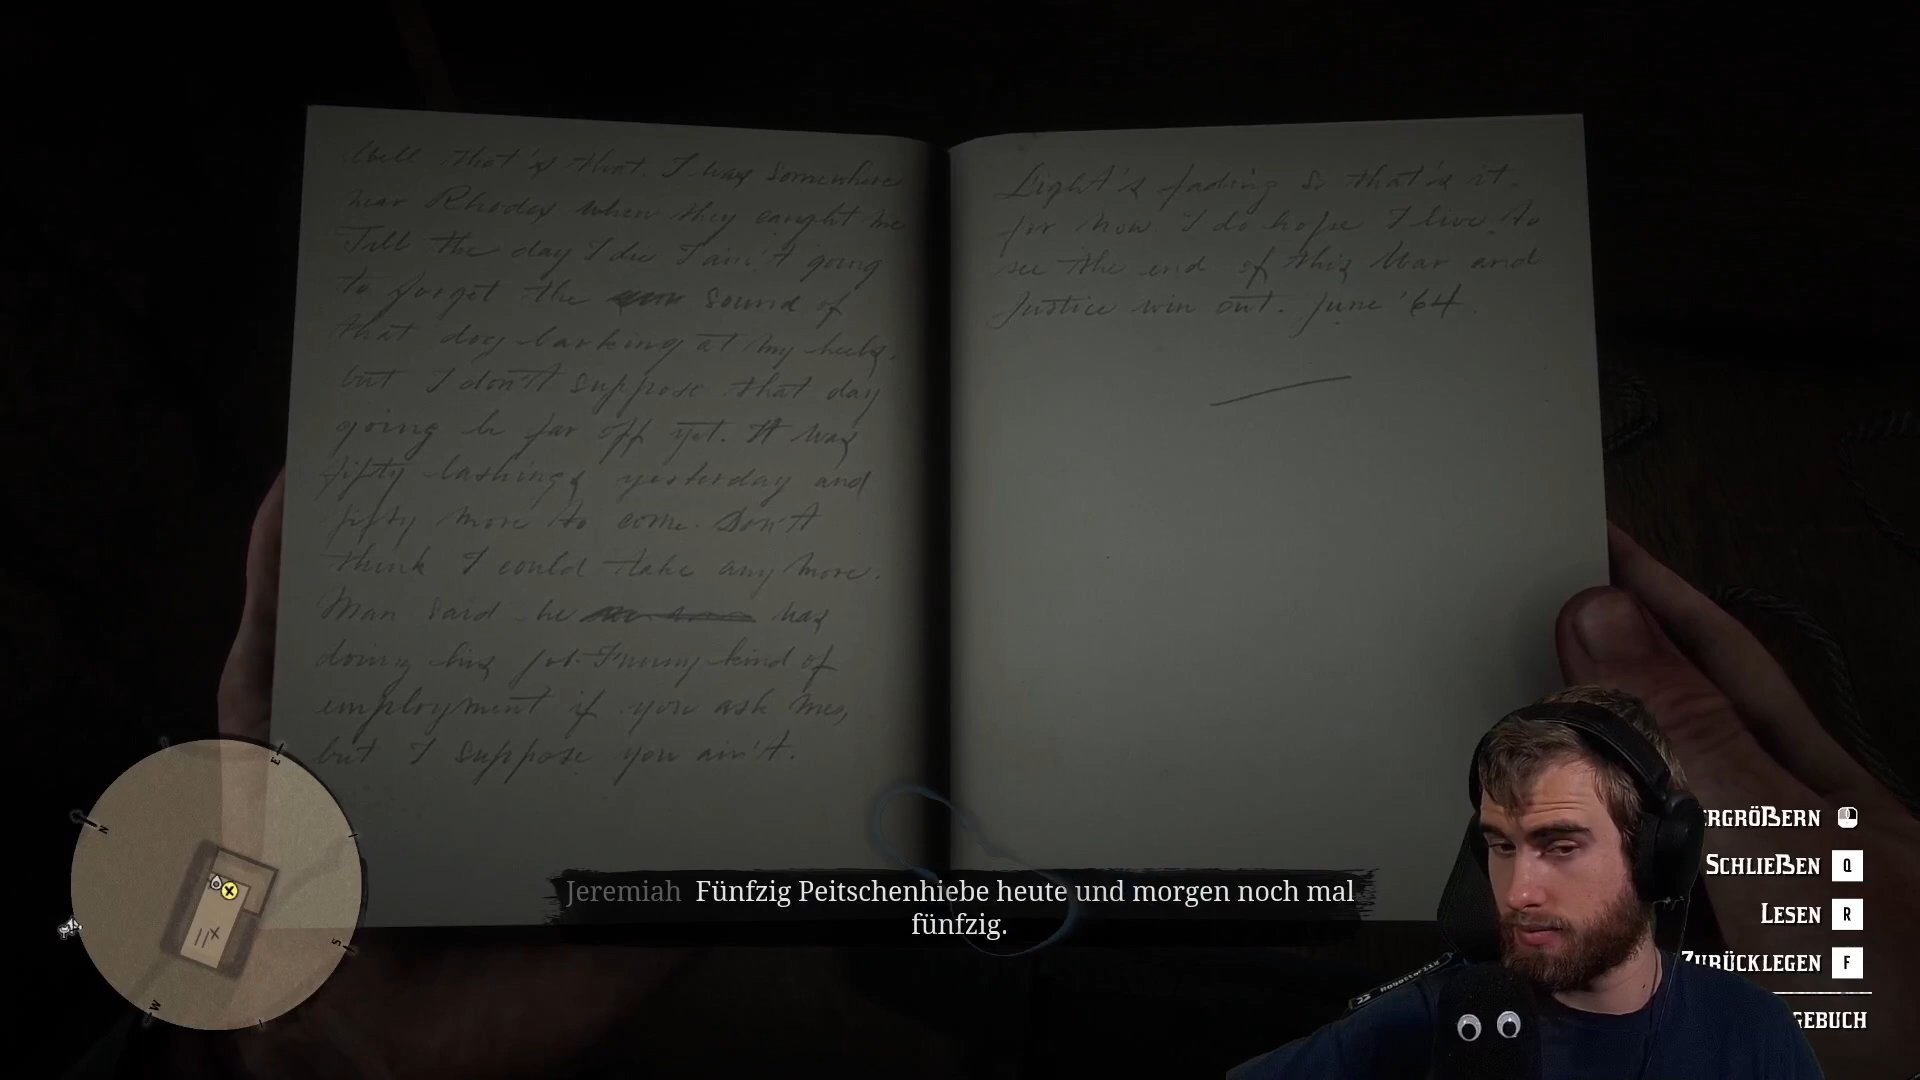 Well that's that. I was somewhere
near Rhodes when they caught me
Till the day I die I ain't going
to forget the sound of
that dog barking at my heels.
but I don't suppose that day
going be far off yet. It was
fifty lashings yesterday and
fifty more to come. Don't
think I could take any more.
Man said he was
doing his job. Funny kind of
employment if you ask me,
but I suppose you ain't.
Light's fading so that's it
for now I do hope I live to
see the end of this War and
Justice win out. June '64
Jeremiah Fünfzig Peitschenhiebe heute und morgen noch mal
fünfzig.
N
E
S
W
ERGRÖẞERN
SCHLIEẞEN Q
LESEN R
ZURÜCKLEGEN F
GEBUCH